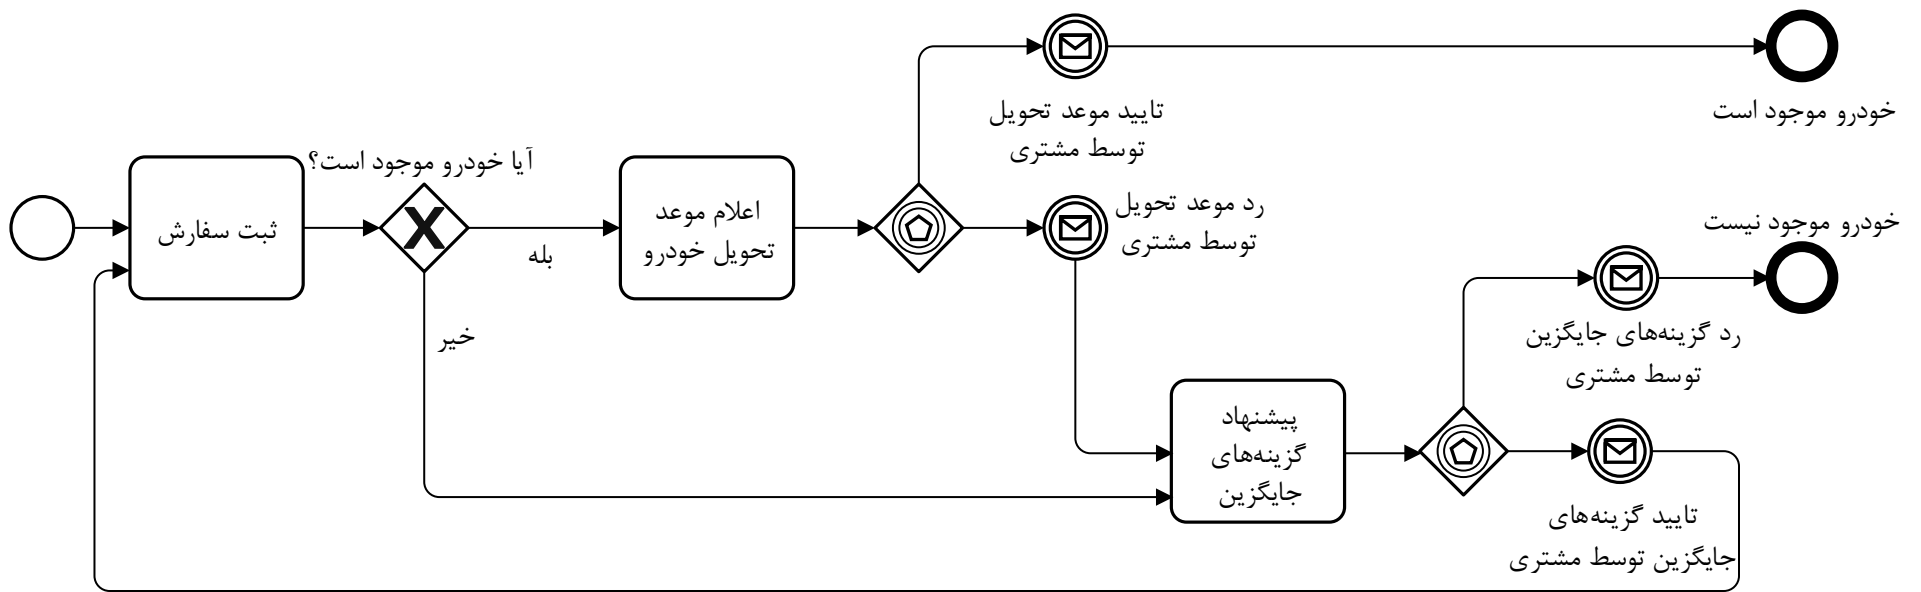 تایید موعد تحویل
توسط مشتری
خودرو موجود است
آیا خودرو موجود است؟
ثبت سفارش
بله
خیر
اعلام موعد
تحویل خودرو
رد موعد تحویل
توسط مشتری
خودرو موجود نیست
رد گزینه‌های جایگزین
توسط مشتری
پیشنهاد
گزینه‌های
جایگزین
تایید گزینه‌های
جایگزین توسط مشتری